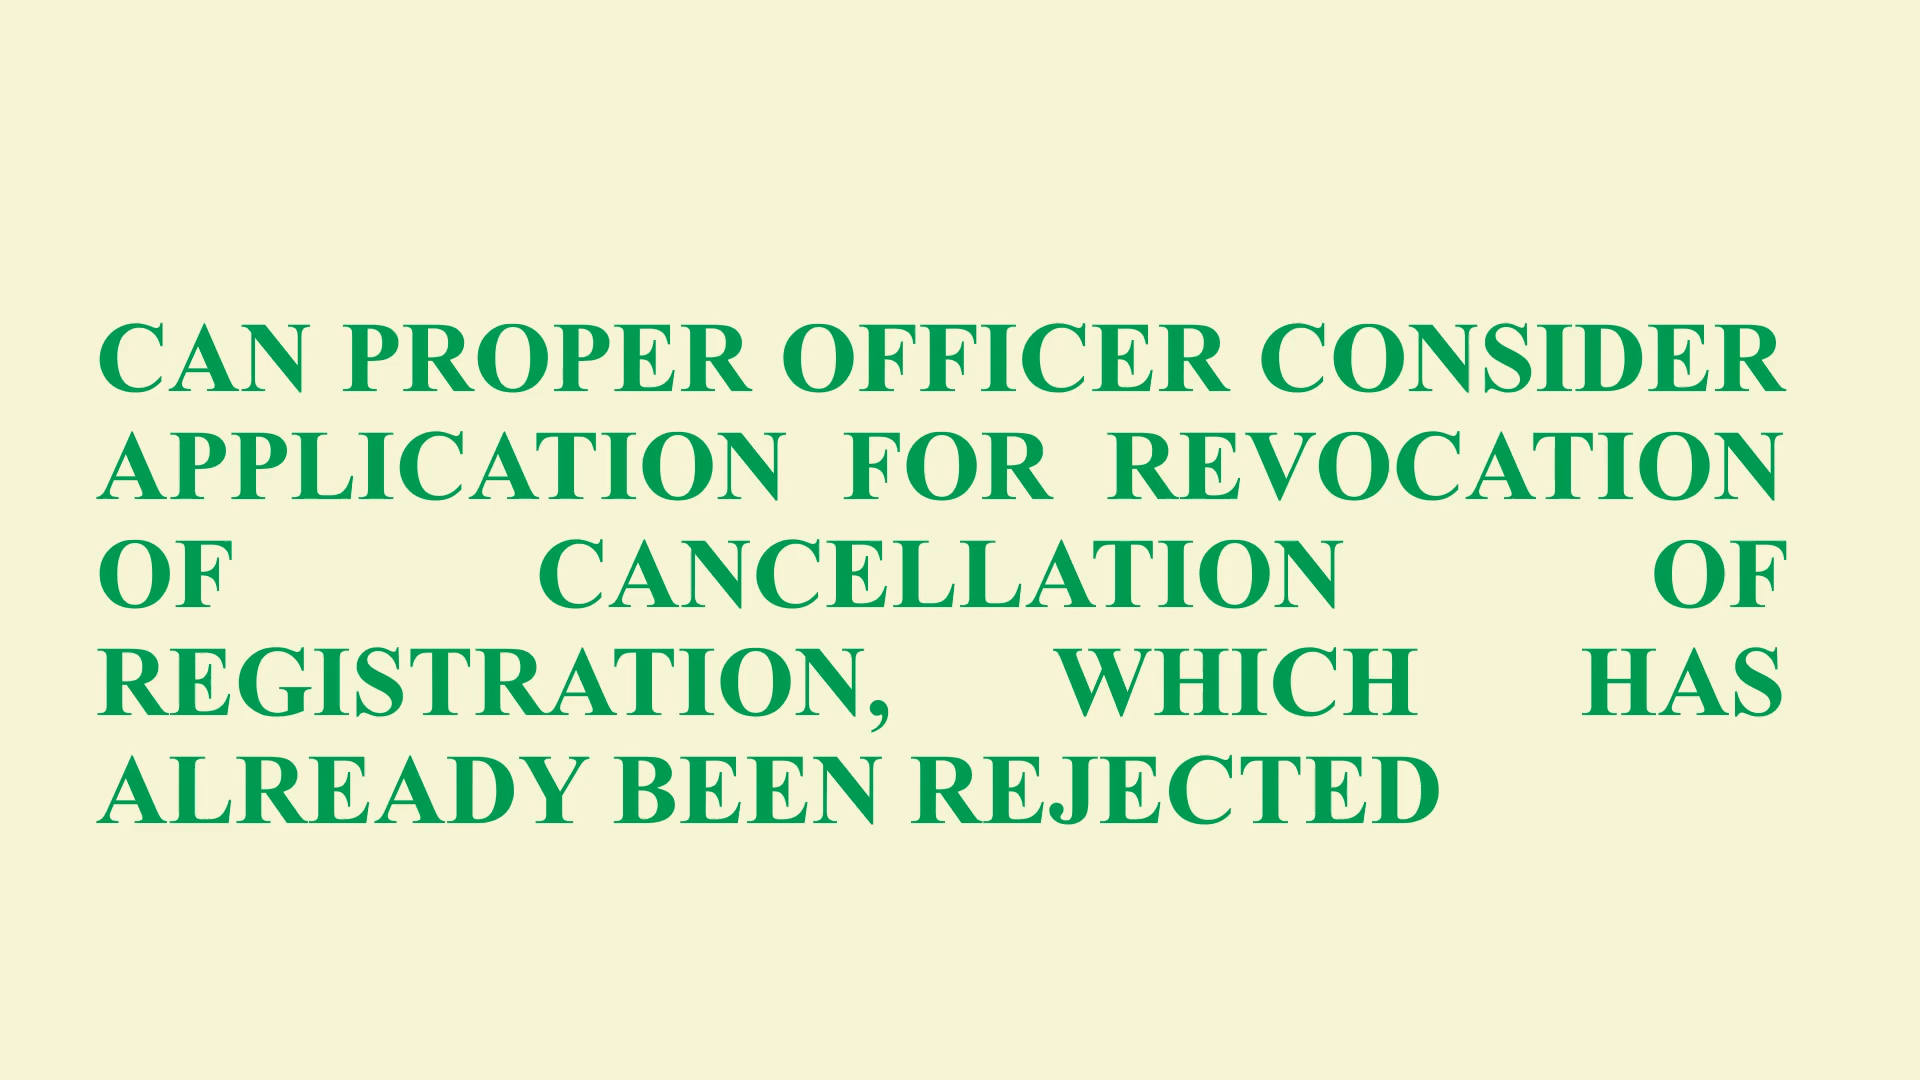 CAN PROPER OFFICER CONSIDER
APPLICATION FOR REVOCATION
OF CANCELLATION OF
REGISTRATION, WHICH HAS
ALREADY BEEN REJECTED